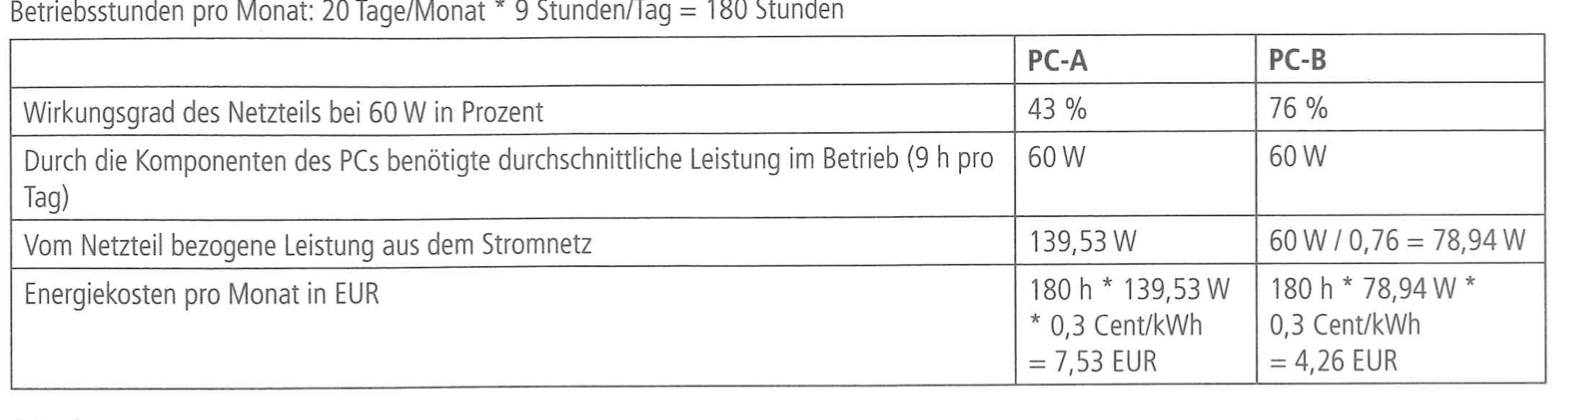 Betriebsstunden pro Monat: 20 Tage/Monat * 9 Stunden/Tag = 180 Stunden
PC-A PC-B
Wirkungsgrad des Netzteils bei 60 W in Prozent 43 % 76 %
Durch die Komponenten des PCs benötigte durchschnittliche Leistung im Betrieb (9 h pro 60 W 60 W
Tag)
Vom Netzteil bezogene Leistung aus dem Stromnetz 139,53 W 60 W / 0,76 = 78,94 W
Energiekosten pro Monat in EUR 180 h * 139,53 W 180 h * 78,94 W *
* 0,3 Cent/kWh 0,3 Cent/kWh
= 7,53 EUR = 4,26 EUR